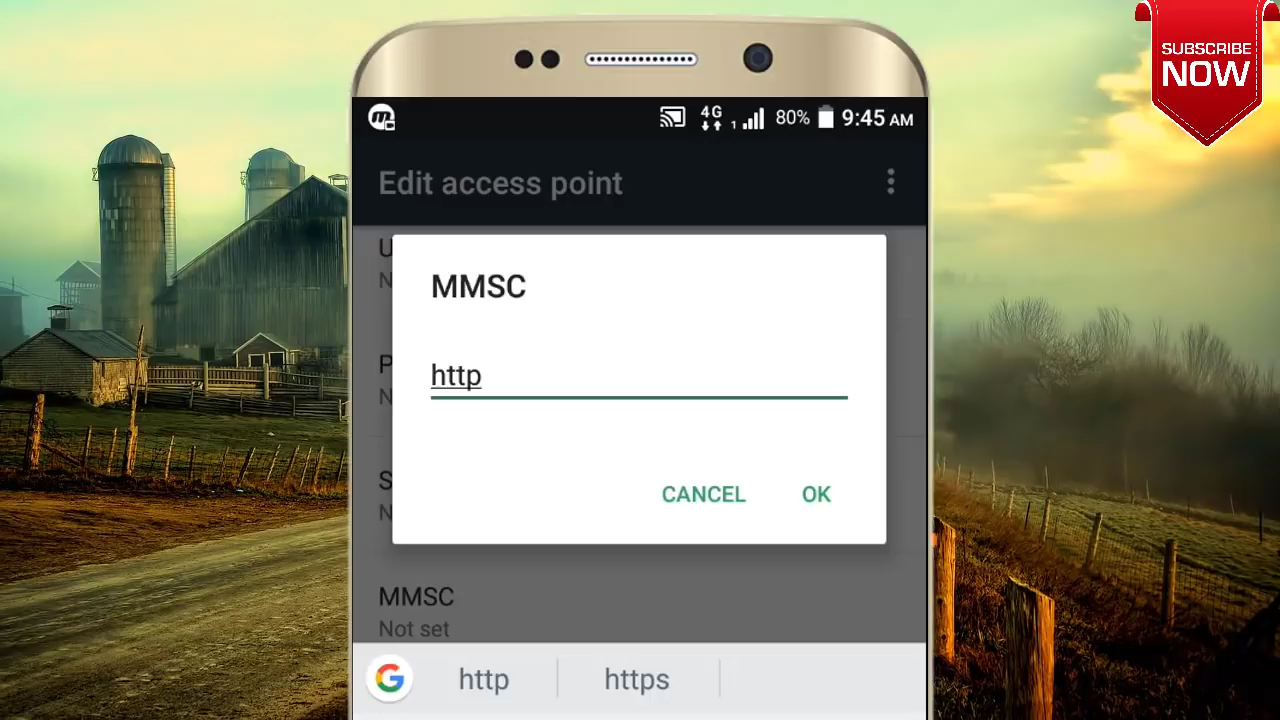 SUBSCRIBE
NOW
4G
1
80%
9:45 AM
Edit access point
U
N
MMSC
http
P
N
CANCEL
OK
S
N
MMSC
Not set
G
http
https